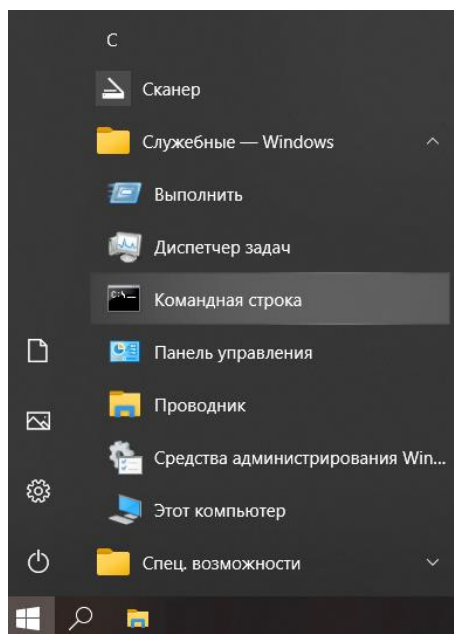 С
Сканер
Служебные — Windows
Выполнить
Диспетчер задач
C:\
Командная строка
Панель управления
Проводник
Средства администрирования Win...
Этот компьютер
Спец. возможности